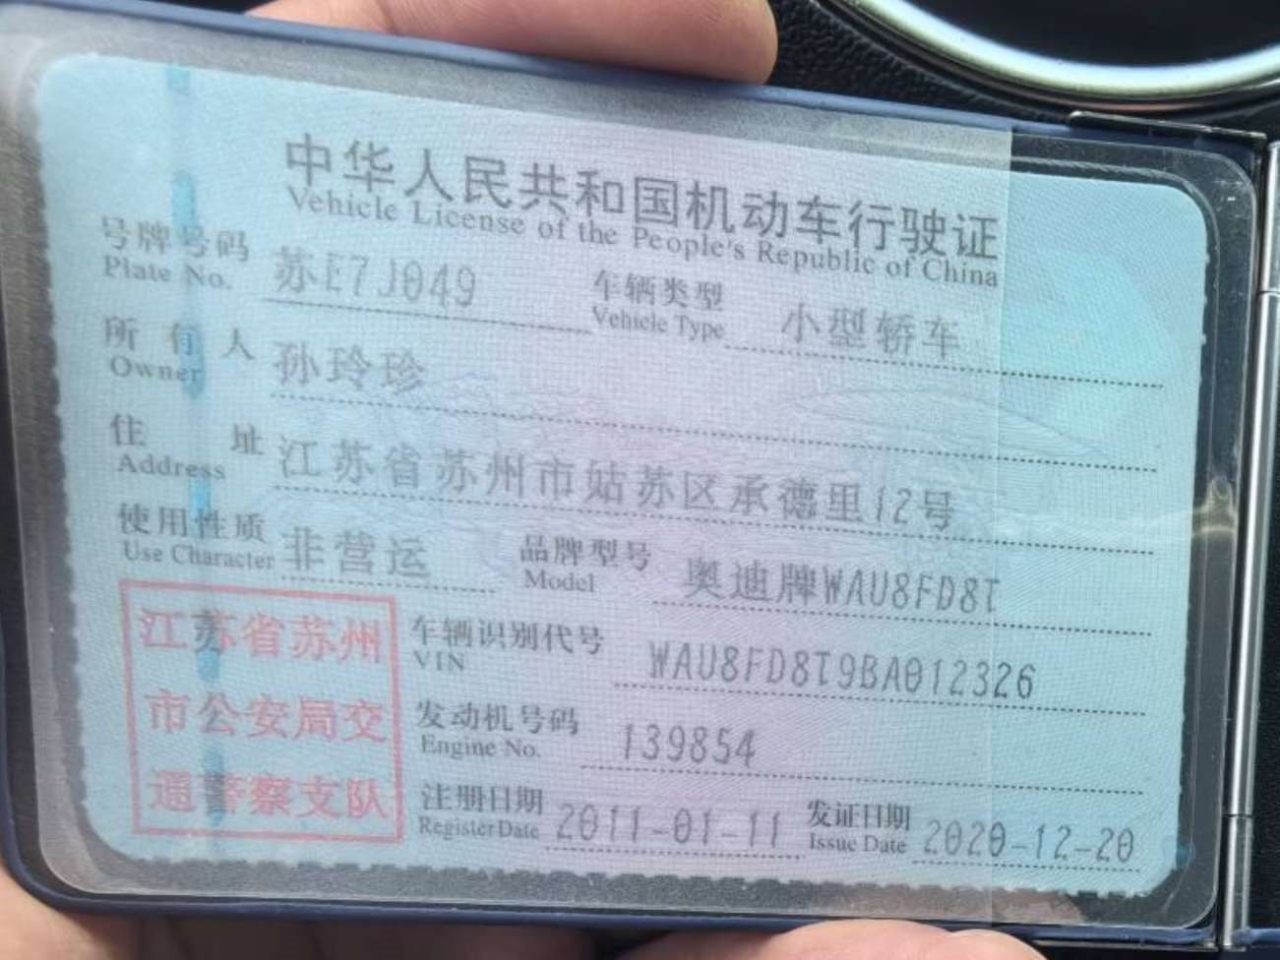 中华人民共和国机动车行驶证
Vehicle License of the People's Republic of China
号牌号码 苏E7J049 车辆类型 小型轿车
Plate No. Vehicle Type
所有人 孙玲珍
Owner
住址 江苏省苏州市姑苏区承德里12号
Address
使用性质 非营运 品牌型号 奥迪牌WAU8FD8T
Use Character Model
江苏省苏州
市公安局交
通警察支队
车辆识别代号 WAU8FD8T9BA012326
VIN
发动机号码 139854
Engine No.
注册日期 2011-01-11 发证日期 2020-12-20
Register Date Issue Date